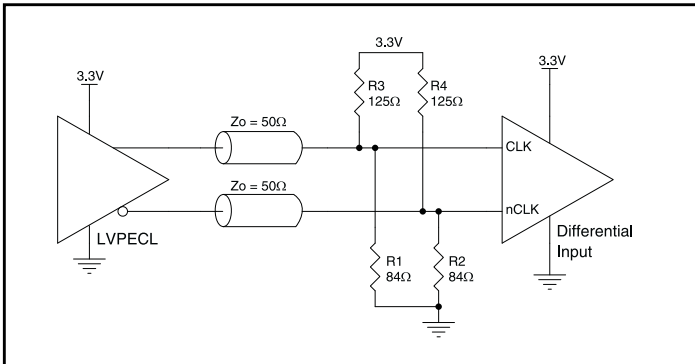 3.3V
3.3V
3.3V
R3
125Ω
R4
125Ω
Zo = 50Ω
CLK
Zo = 50Ω
nCLK
LVPECL
Differential
Input
R1
84Ω
R2
84Ω